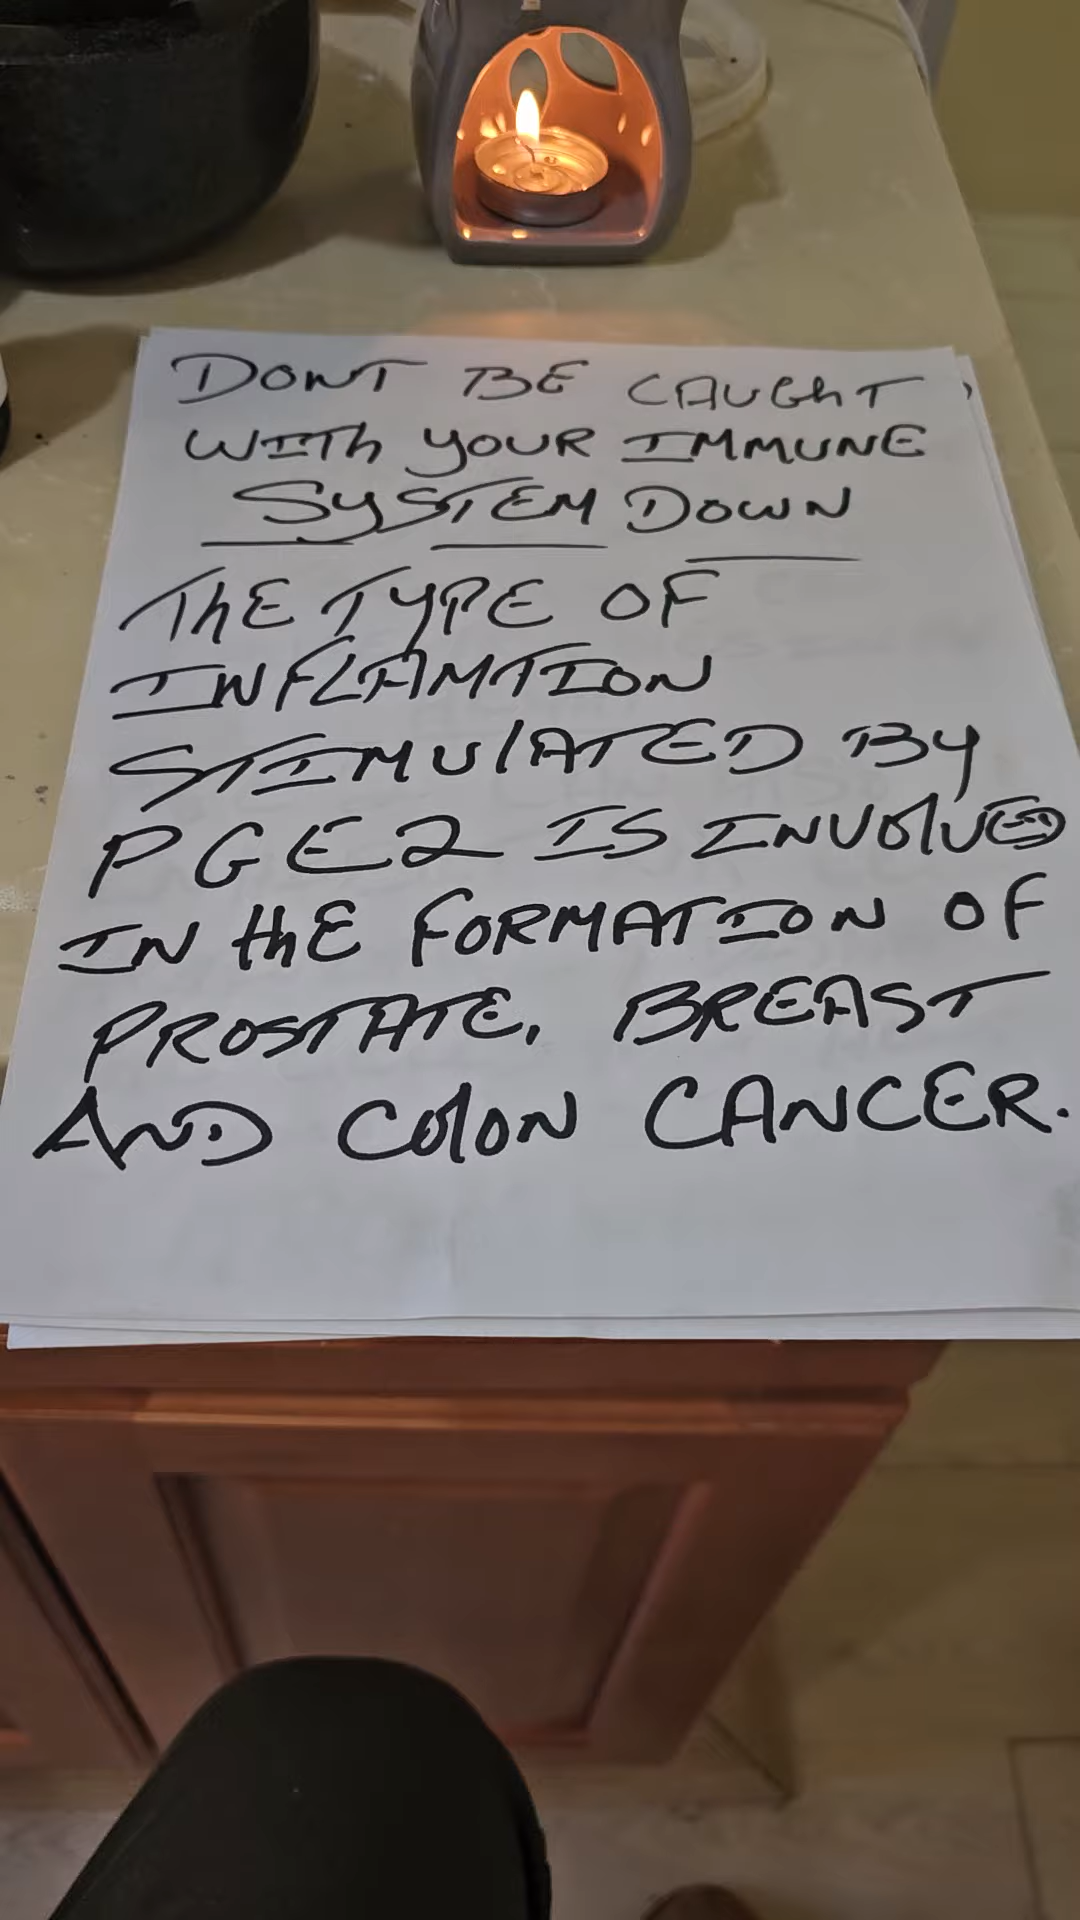 DONT BE CAUGHT
WITH YOUR IMMUNE
SYSTEM DOWN
THE TYPE OF
INFLAMTION
STIMULATED BY
PGE2 IS INVOLVED
IN thE FORMATION OF
PROSTATE, BREAST
AND COLON CANCER.